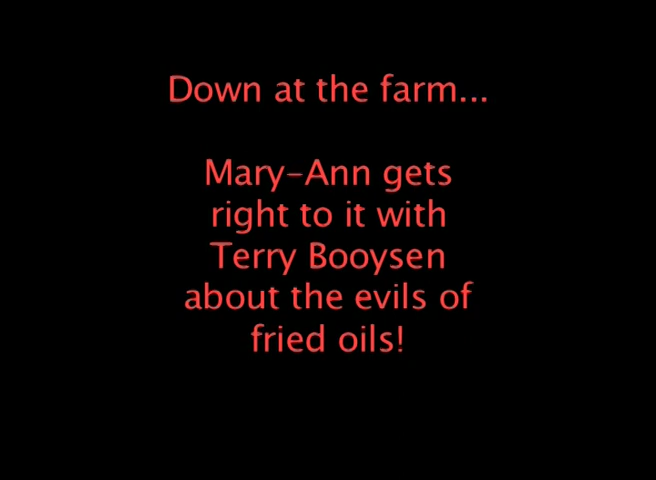 Down at the farm...
Mary-Ann gets
right to it with
Terry Booysen
about the evils of
fried oils!